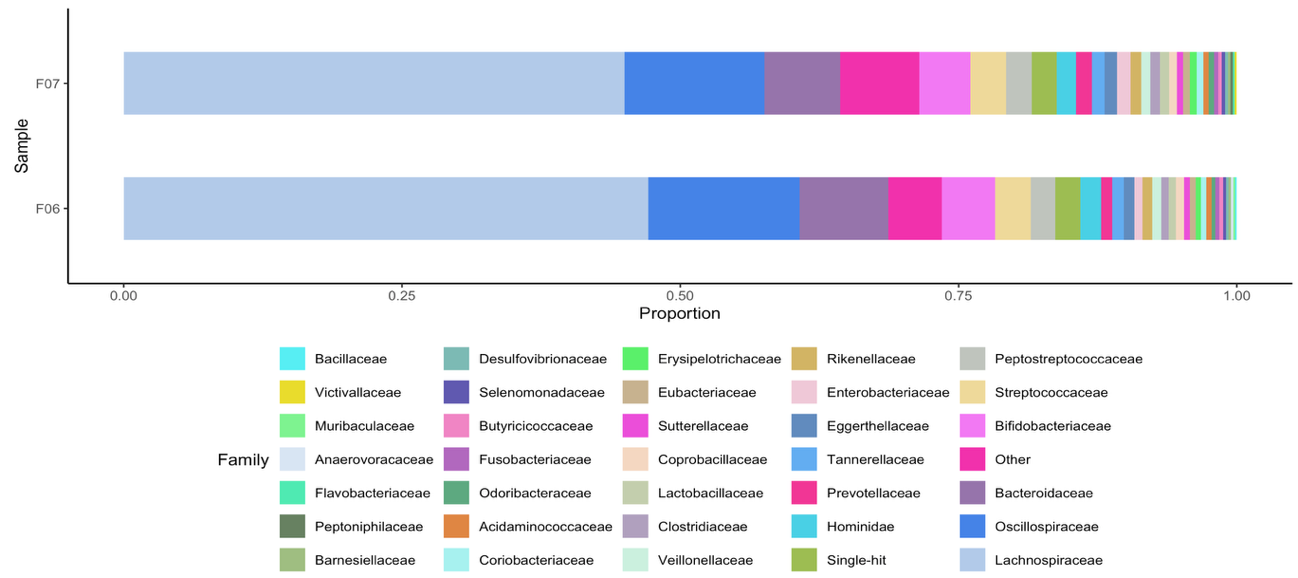 F07
Sample
F06
0.00 0.25 0.50 0.75 1.00
Proportion
Bacillaceae Desulfovibrionaceae Erysipelotrichaceae Rikenellaceae Peptostreptococcaceae
Victivallaceae Selenomonadaceae Eubacteriaceae Enterobacteriaceae Streptococcaceae
Muribaculaceae Butyricicoccaceae Sutterellaceae Eggerthellaceae Bifidobacteriaceae
Family Anaerovoracaceae Fusobacteriaceae Coprobacillaceae Tannerellaceae Other
Flavobacteriaceae Odoribacteraceae Lactobacillaceae Prevotellaceae Bacteroidaceae
Peptoniphilaceae Acidaminococcaceae Clostridiaceae Hominidae Oscillospiraceae
Barnesiellaceae Coriobacteriaceae Veillonellaceae Single-hit Lachnospiraceae